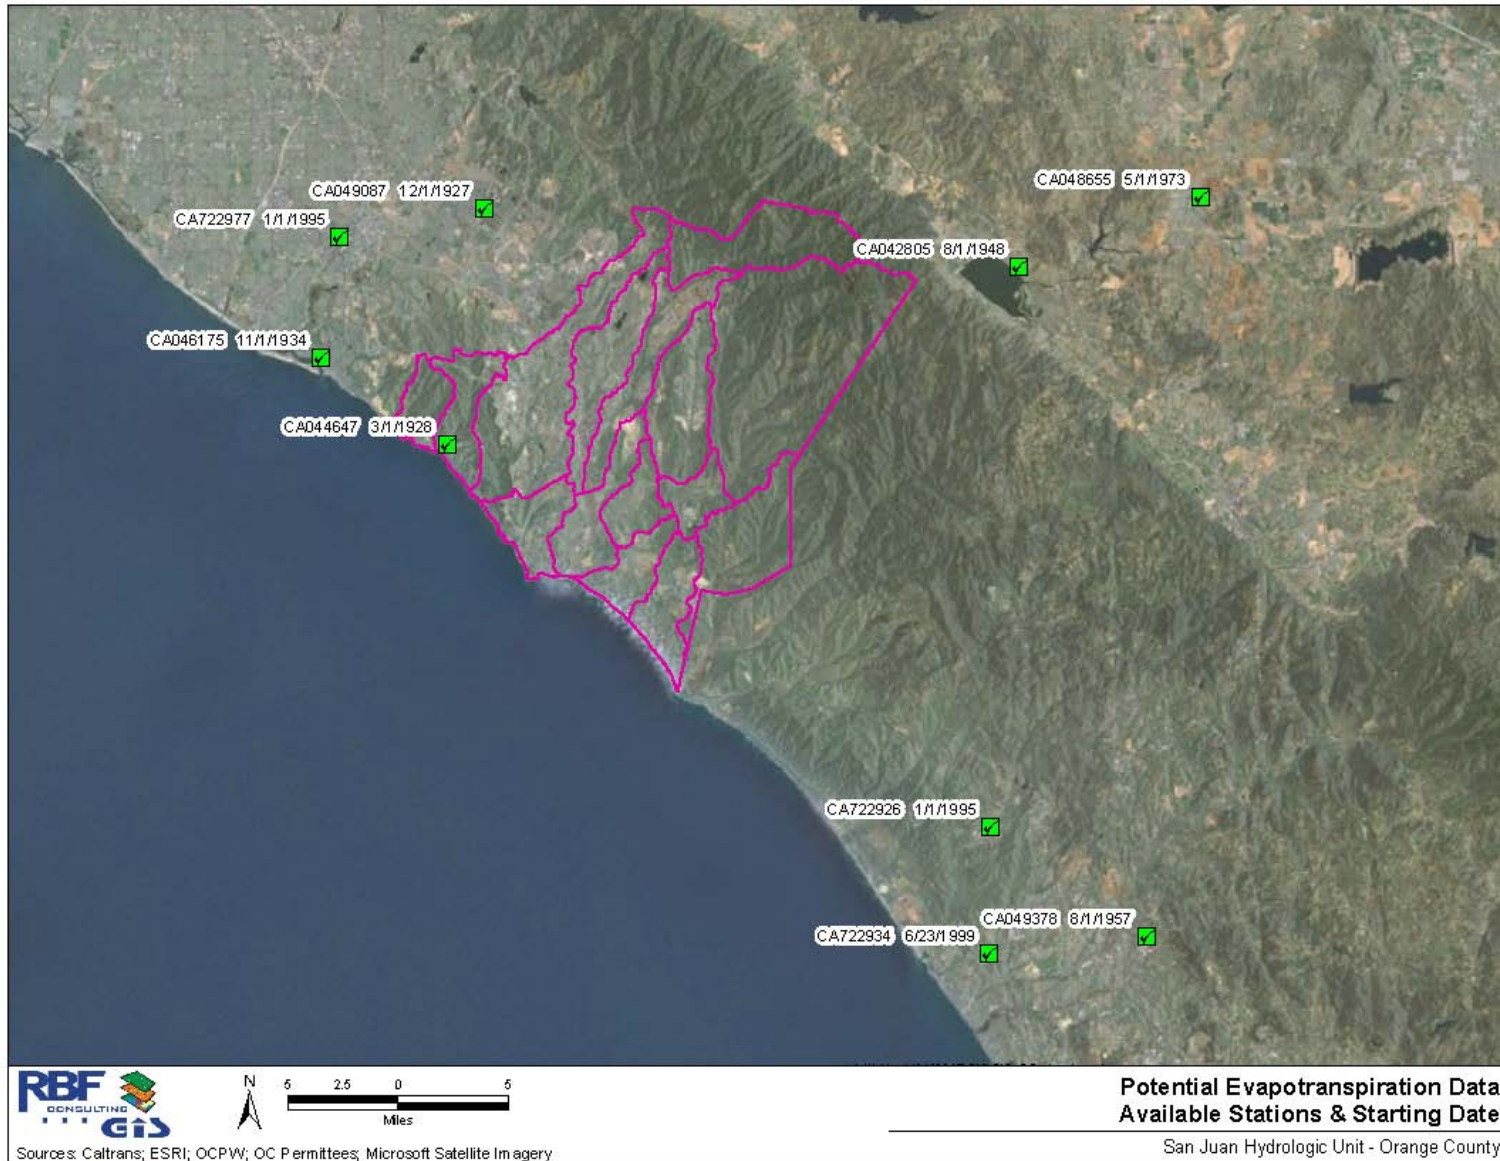 CA049087 12/1/1927
CA048655 5/1/1973
CA722977 1/1/1995
CA042805 8/1/1948
CA046175 11/1/1934
CA044647 3/1/1928
CA722926 1/1/1995
CA049378 8/1/1957
CA722934 6/23/1999
RBF
CONSULTING
GIS
N
5 2.5 0 5
Miles
Potential Evapotranspiration Data
Available Stations & Starting Date
San Juan Hydrologic Unit - Orange County
Sources: Caltrans; ESRI; OCPW; OC Permittees; Microsoft Satellite Imagery